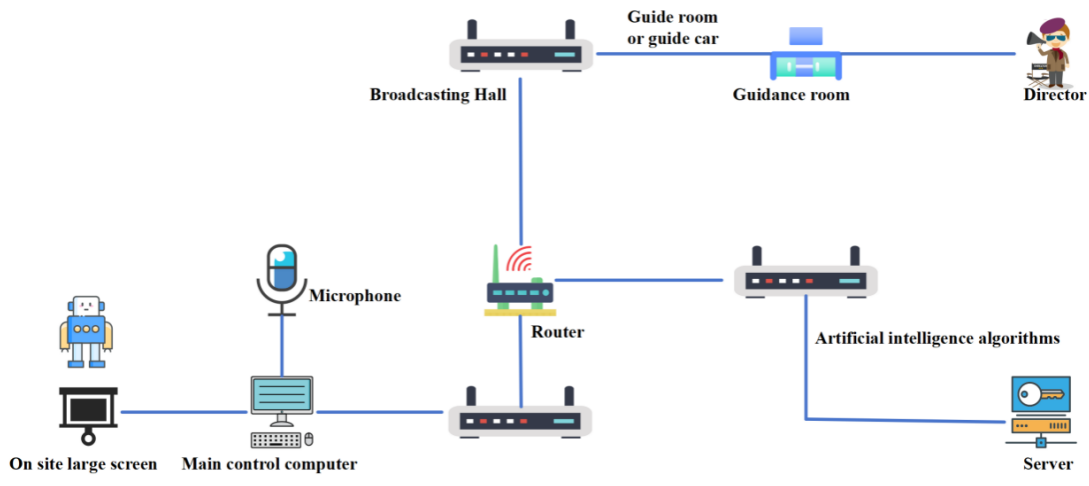 Guide room
or guide car
Broadcasting Hall
Guidance room
Director
Microphone
Router
Artificial intelligence algorithms
On site large screen
Main control computer
Server